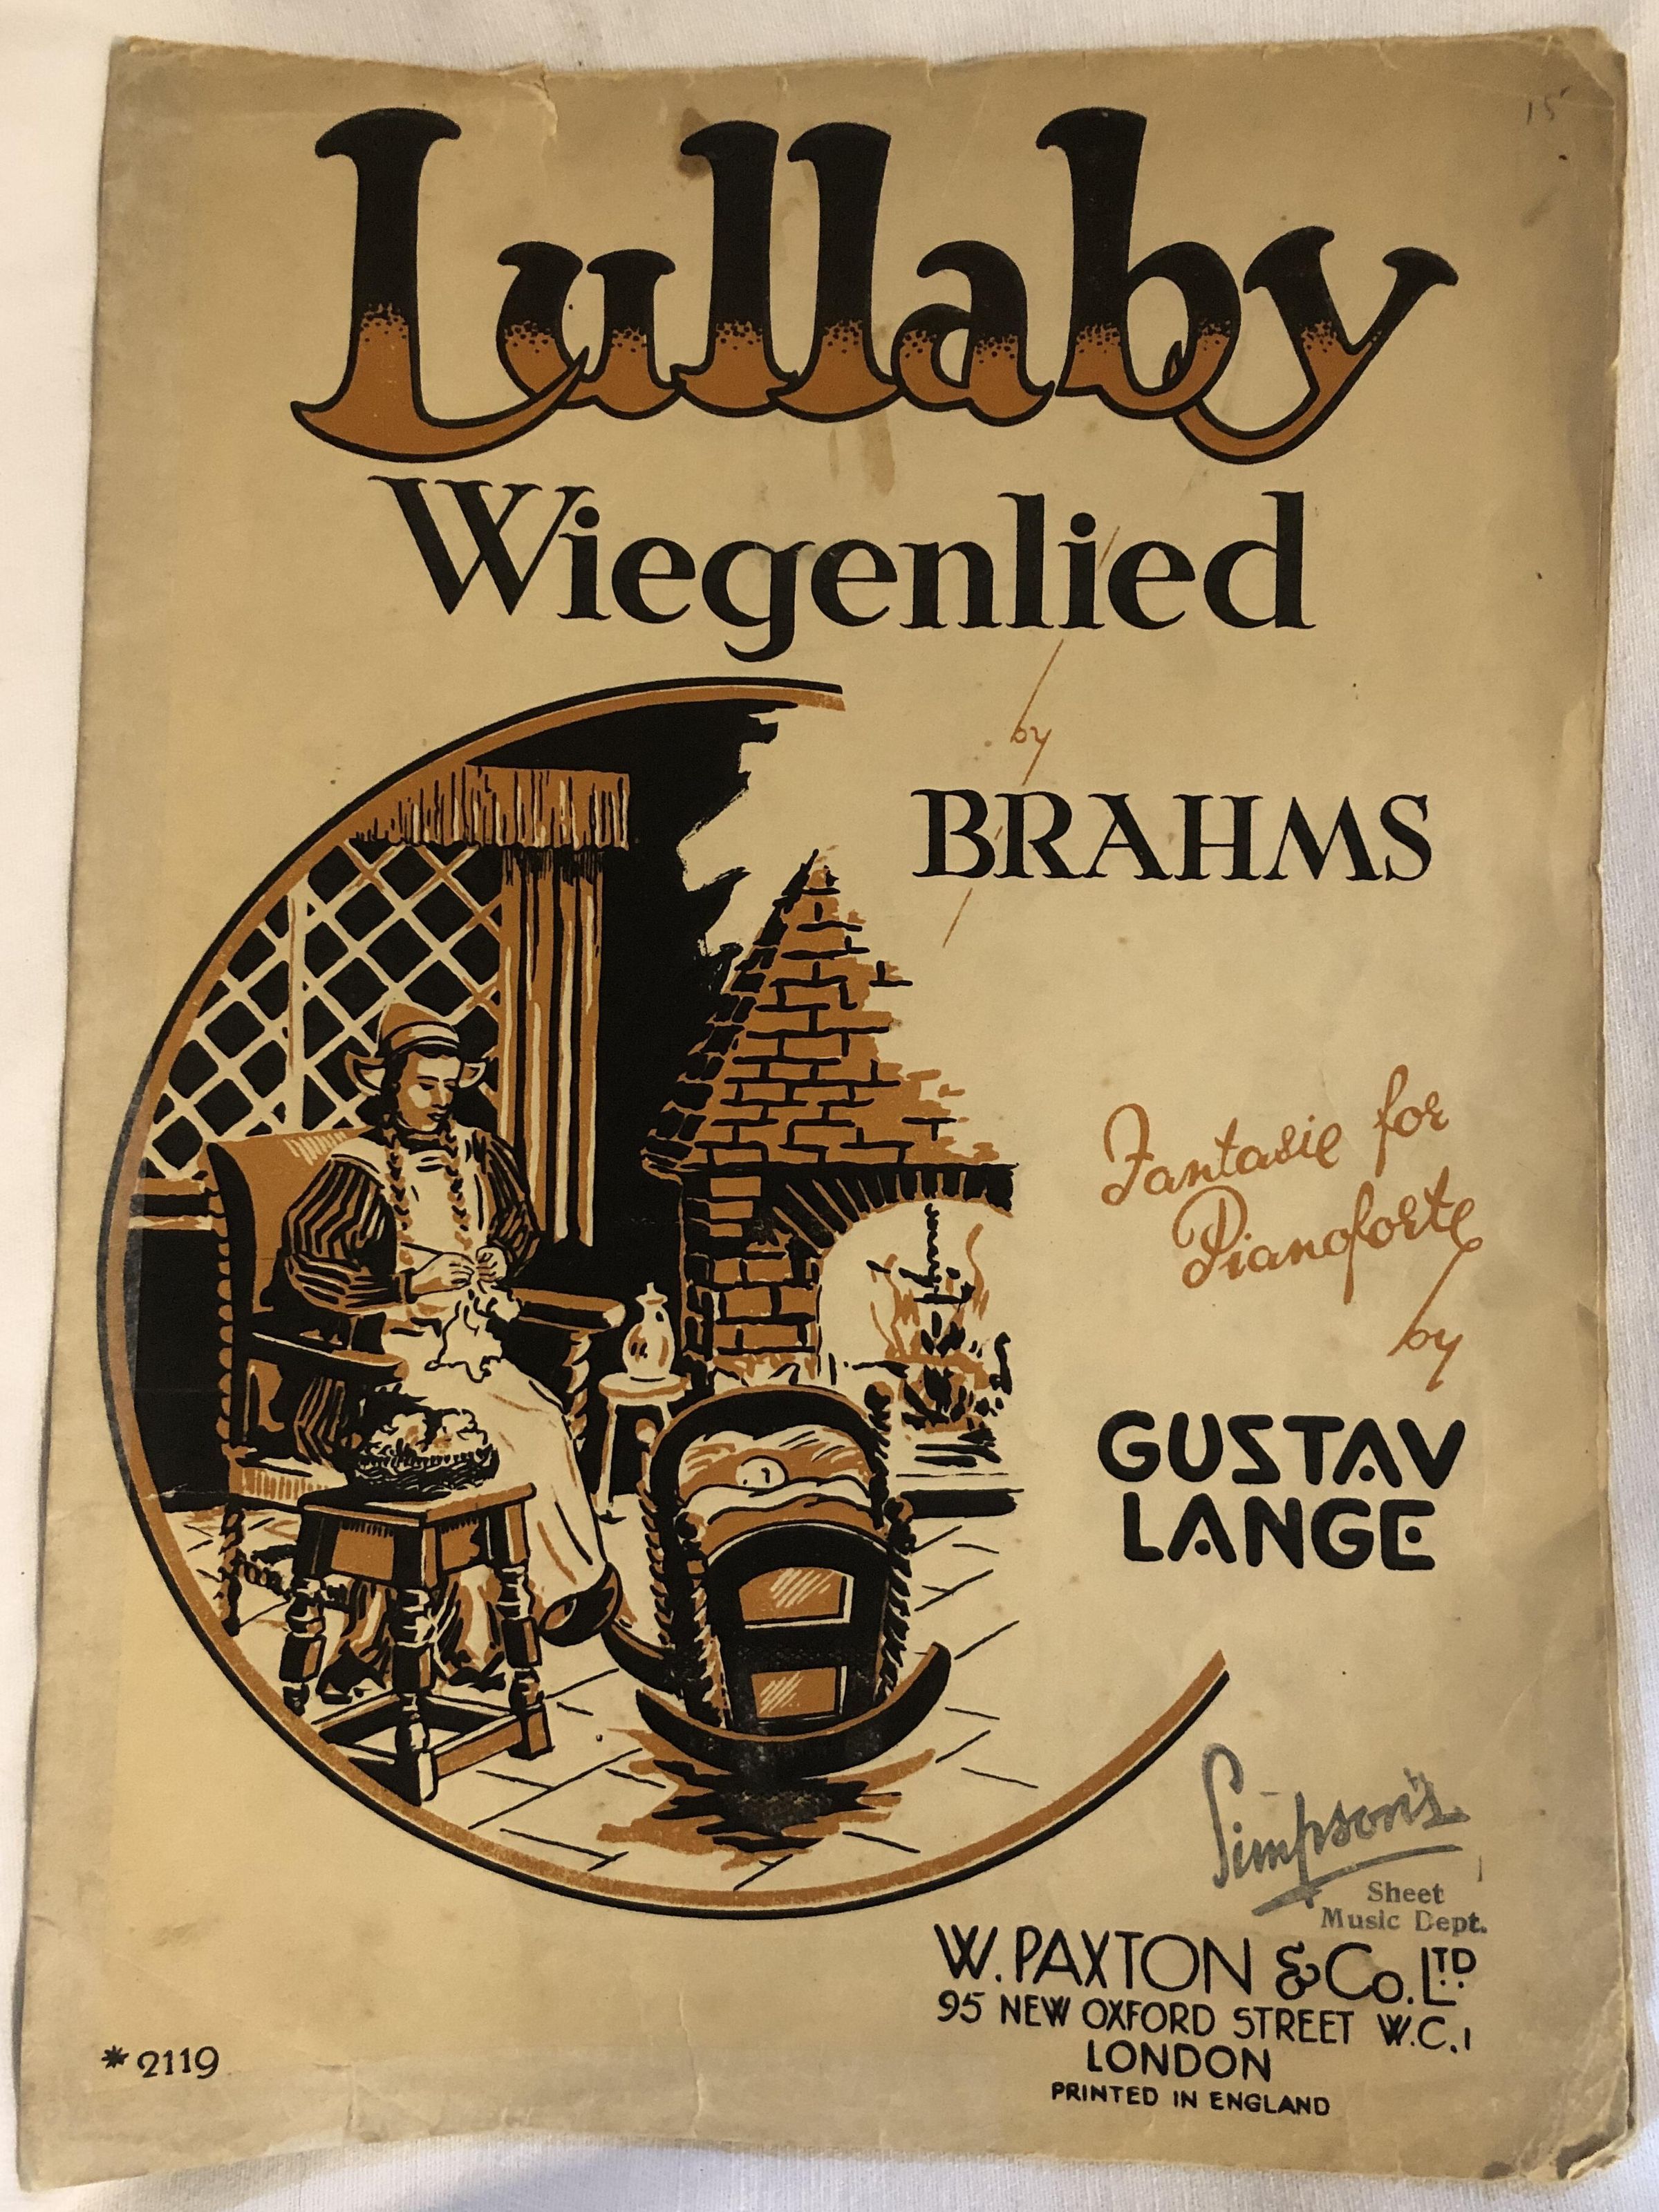 15
Lullaby
Wiegenlied
by
BRAHMS
Fantasie for
Pianoforte
by
GUSTAV
LANGE
Simpson's
Sheet
Music Dept.
W. PAXTON & Co. LTD
95 NEW OXFORD STREET W.C.1
LONDON
PRINTED IN ENGLAND
*2119